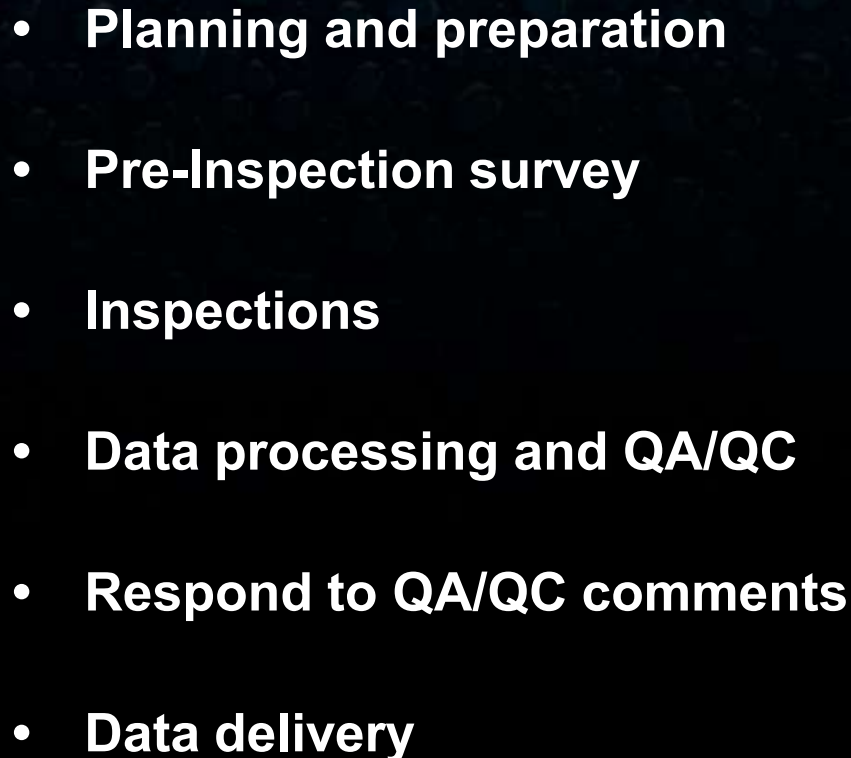 • Planning and preparation
• Pre-Inspection survey
• Inspections
• Data processing and QA/QC
• Respond to QA/QC comments
• Data delivery